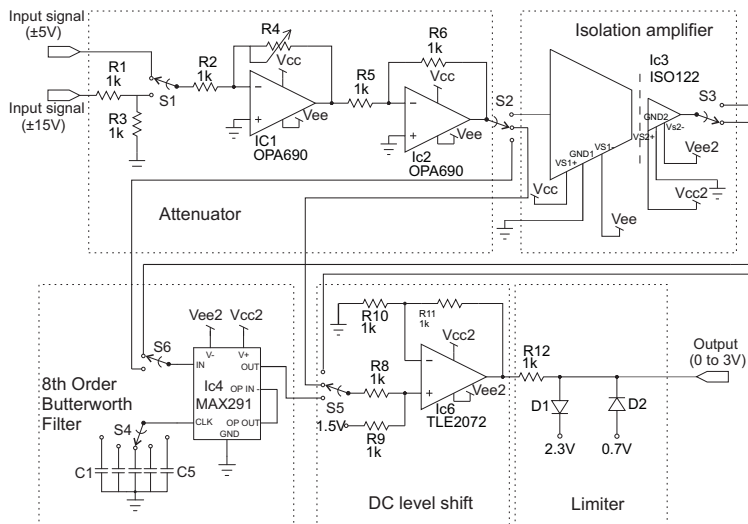 Input signal
(±5V)
R1
1k
Input signal
(±15V)
R3
1k
S1
R2
1k
R4
Vcc
IC1
OPA690
Vee
R5
1k
R6
1k
Vcc
Vee
Ic2
OPA690
S2
Attenuator
Isolation amplifier
Ic3
ISO122
S3
VS1+
GND1
VS1-
GND2
VS2+
Vs2-
Vcc
Vee
Vee2
Vcc2
Vee2
Vcc2
S6
V-
V+
IN
OUT
Ic4
MAX291
OP IN
CLK
OP OUT
GND
8th Order
Butterworth
Filter
S4
C1
C5
R10
1k
R11
1k
Vcc2
R8
1k
Vee2
S5
1.5V
R9
1k
Ic6
TLE2072
DC level shift
R12
1k
Output
(0 to 3V)
D1
D2
2.3V
0.7V
Limiter